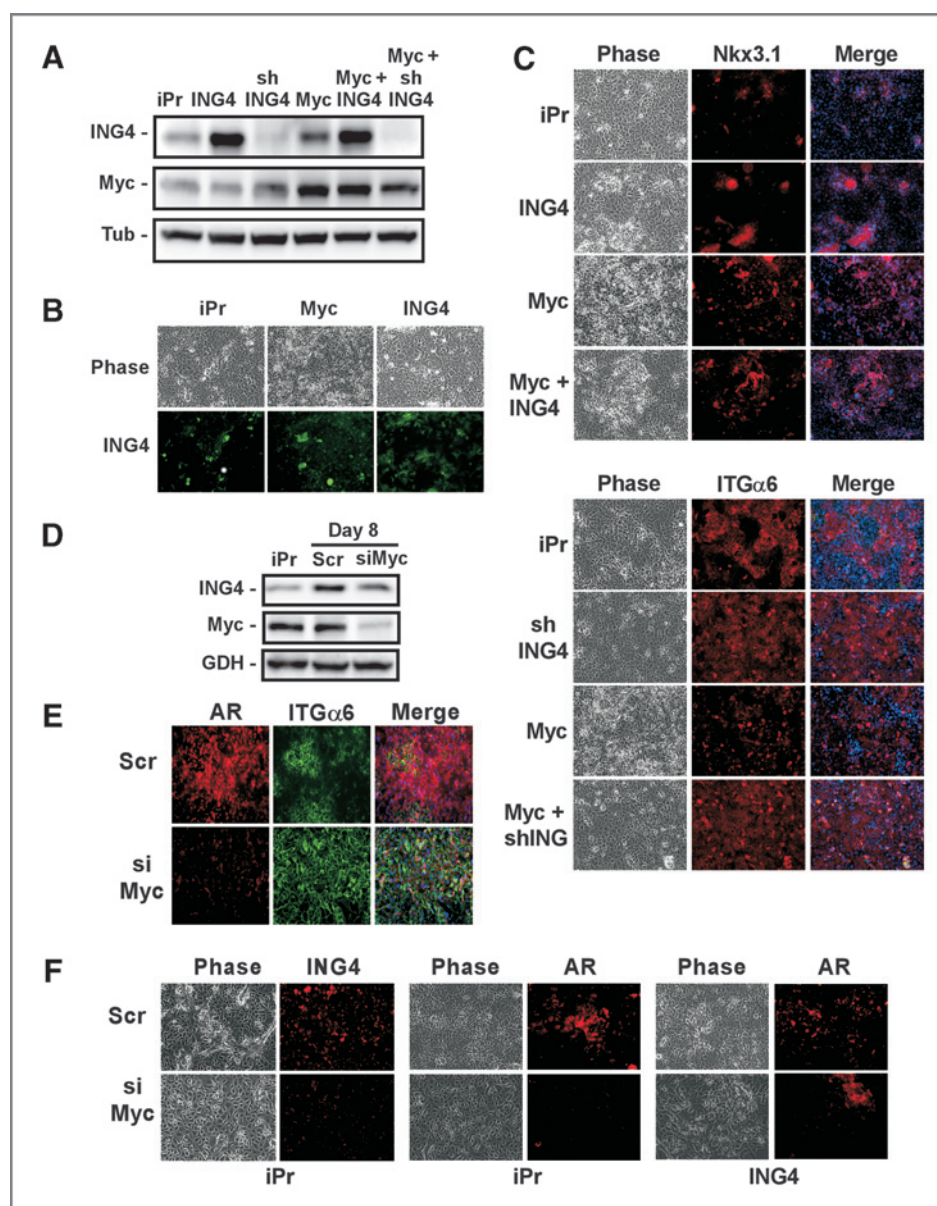 A
iPr ING4 sh ING4 Myc Myc + ING4 Myc + sh ING4
ING4 -
Myc -
Tub -
B
iPr Myc ING4
Phase
ING4
C
Phase Nkx3.1 Merge
iPr
ING4
Myc
Myc +
ING4
Phase ITGα6 Merge
iPr
sh
ING4
Myc
Myc +
shING
D
Day 8
iPr Scr siMyc
ING4 -
Myc -
GDH -
E
AR ITGα6 Merge
Scr
si
Myc
F
Phase ING4 Phase AR Phase AR
Scr
si
Myc
iPr iPr ING4